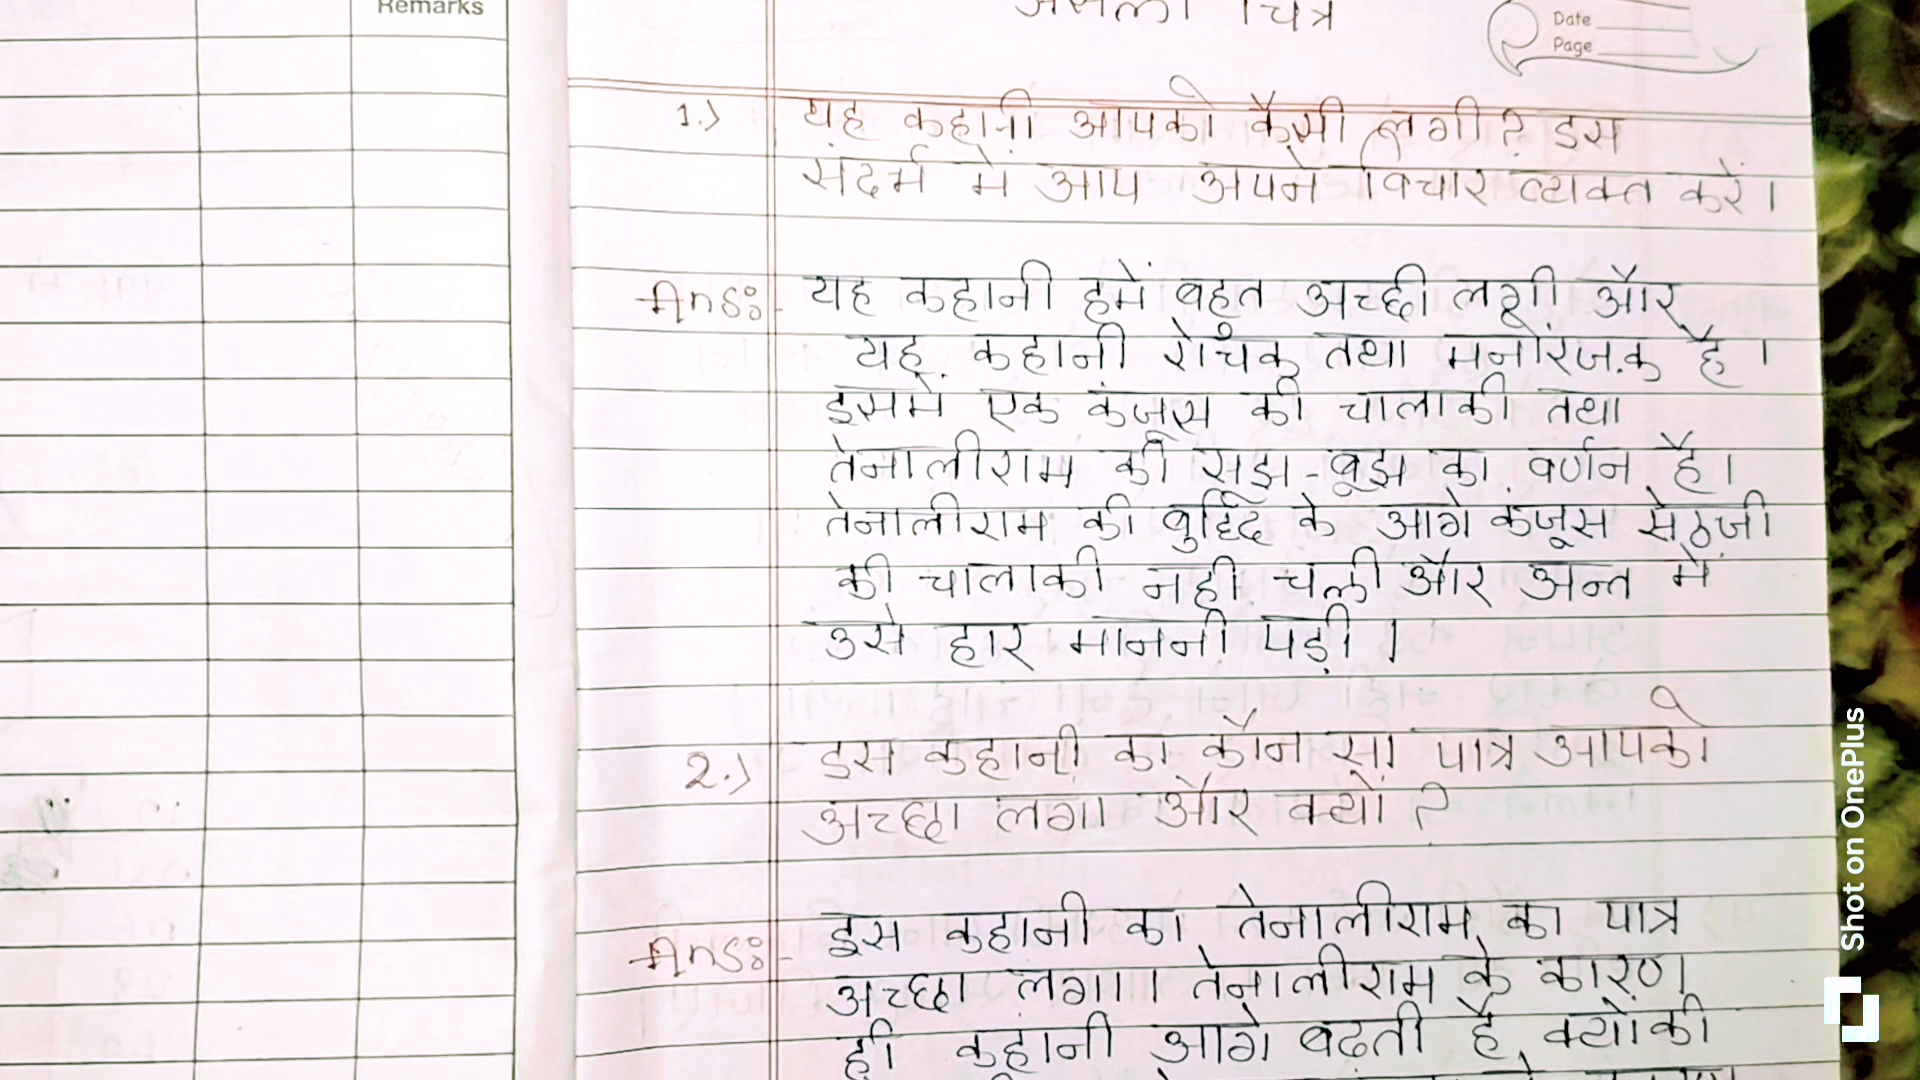 Remarks
असली चित्र
Date
Page
1.) यह कहानी आपको कैसी लगी? इस
संदर्भ में आप अपने विचार व्यक्त करें।
Ans:- यह कहानी हमें बहुत अच्छी लगी और
यह कहानी रोचक तथा मनोरंजक है।
इसमें एक कंजूस की चालाकी तथा
तेनालीराम की सूझ-बूझ का वर्णन है।
तेनालीराम की बुद्दि के आगे कंजूस सेठजी
की चालाकी नही चली और अन्त में
उसे हार माननी पड़ी।
2.) इस कहानी का कौन सा पात्र आपको
अच्छा लगा और क्यों?
Ans:- इस कहानी का तेनालीराम का पात्र
अच्छा लगा। तेनालीराम के कारण
ही कहानी आगे बढ़ती है, क्योकी
Shot on OnePlus